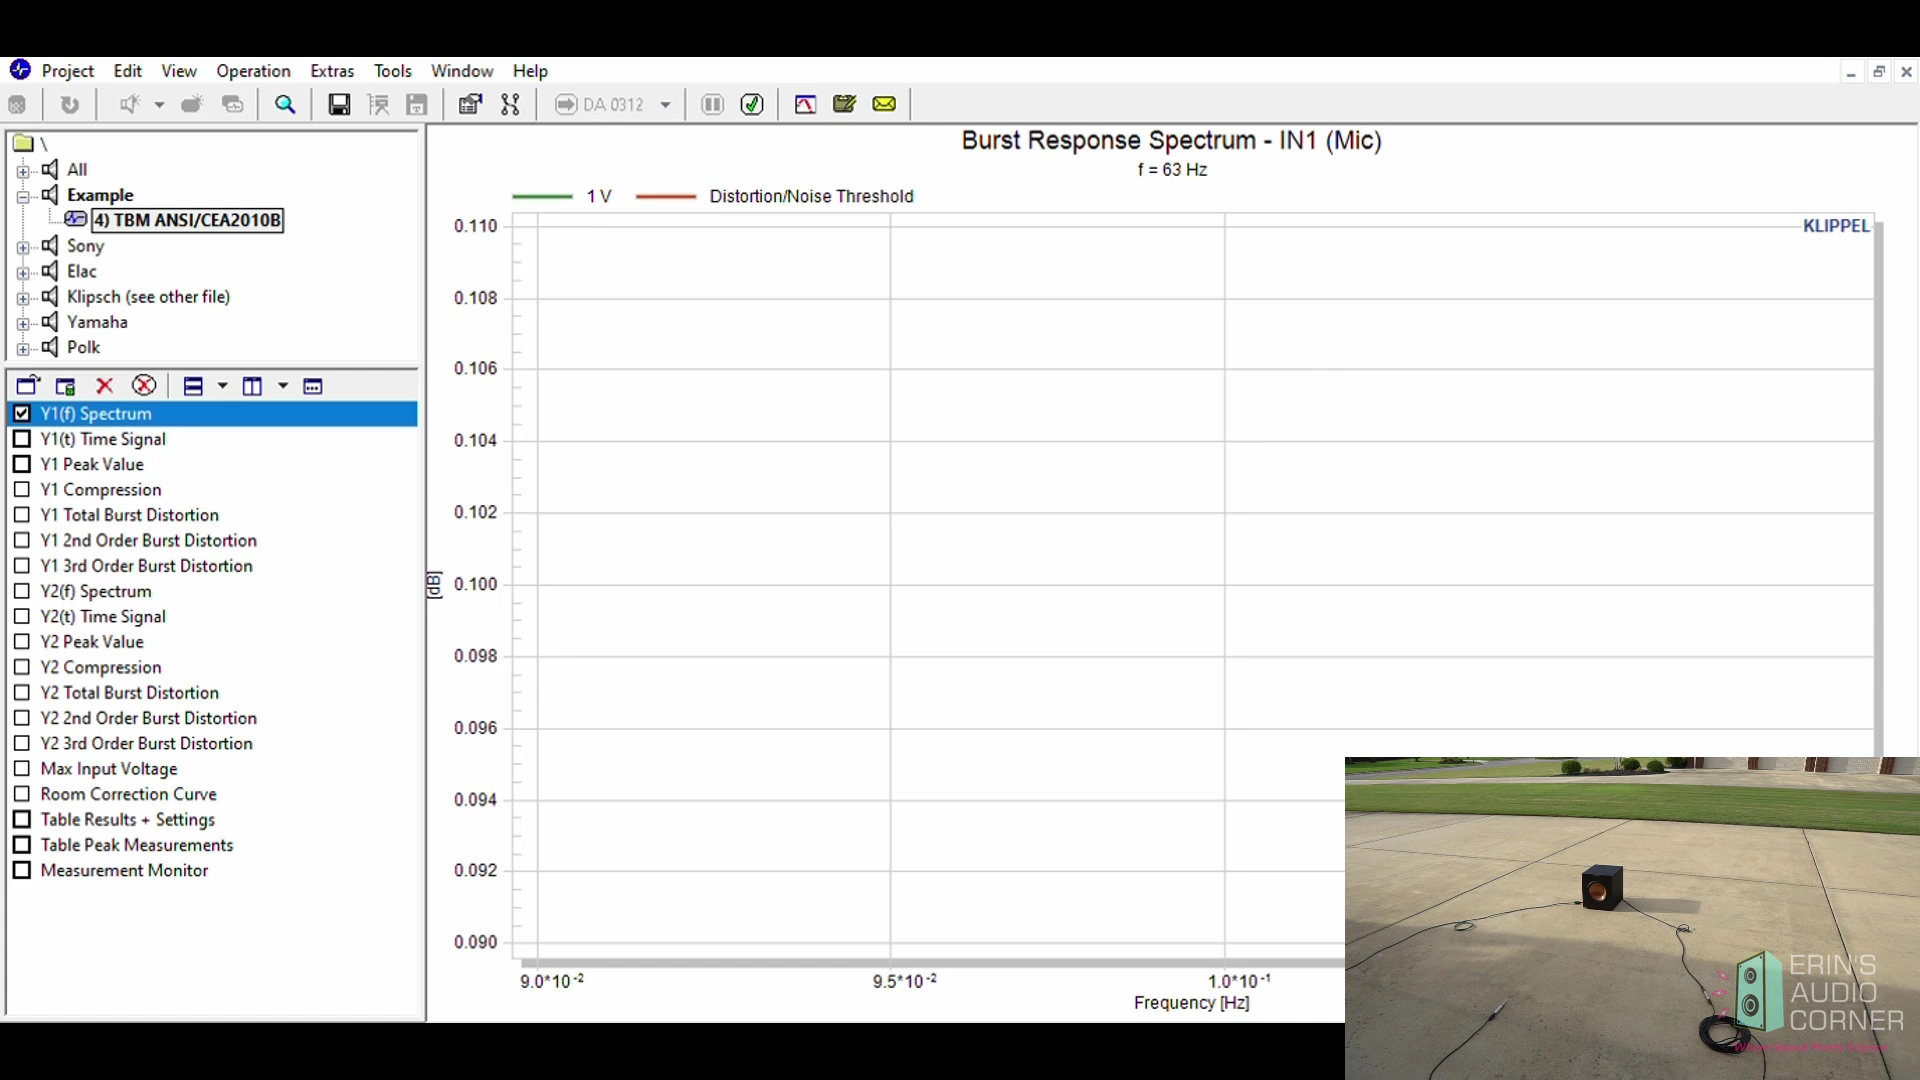 Project Edit View Operation Extras Tools Window Help
DA 0312
\
All
Example
4) TBM ANSI/CEA2010B
Sony
Elac
Klipsch (see other file)
Yamaha
Polk
Y1(f) Spectrum
Y1(t) Time Signal
Y1 Peak Value
Y1 Compression
Y1 Total Burst Distortion
Y1 2nd Order Burst Distortion
Y1 3rd Order Burst Distortion
Y2(f) Spectrum
Y2(t) Time Signal
Y2 Peak Value
Y2 Compression
Y2 Total Burst Distortion
Y2 2nd Order Burst Distortion
Y2 3rd Order Burst Distortion
Max Input Voltage
Room Correction Curve
Table Results + Settings
Table Peak Measurements
Measurement Monitor
Burst Response Spectrum - IN1 (Mic)
f = 63 Hz
1 V Distortion/Noise Threshold
KLIPPEL
0.110
0.108
0.106
0.104
0.102
0.100
0.098
0.096
0.094
0.092
0.090
[dB]
9.0*10-2 9.5*10-2 1.0*10-1
Frequency [Hz]
ERIN'S
AUDIO
CORNER